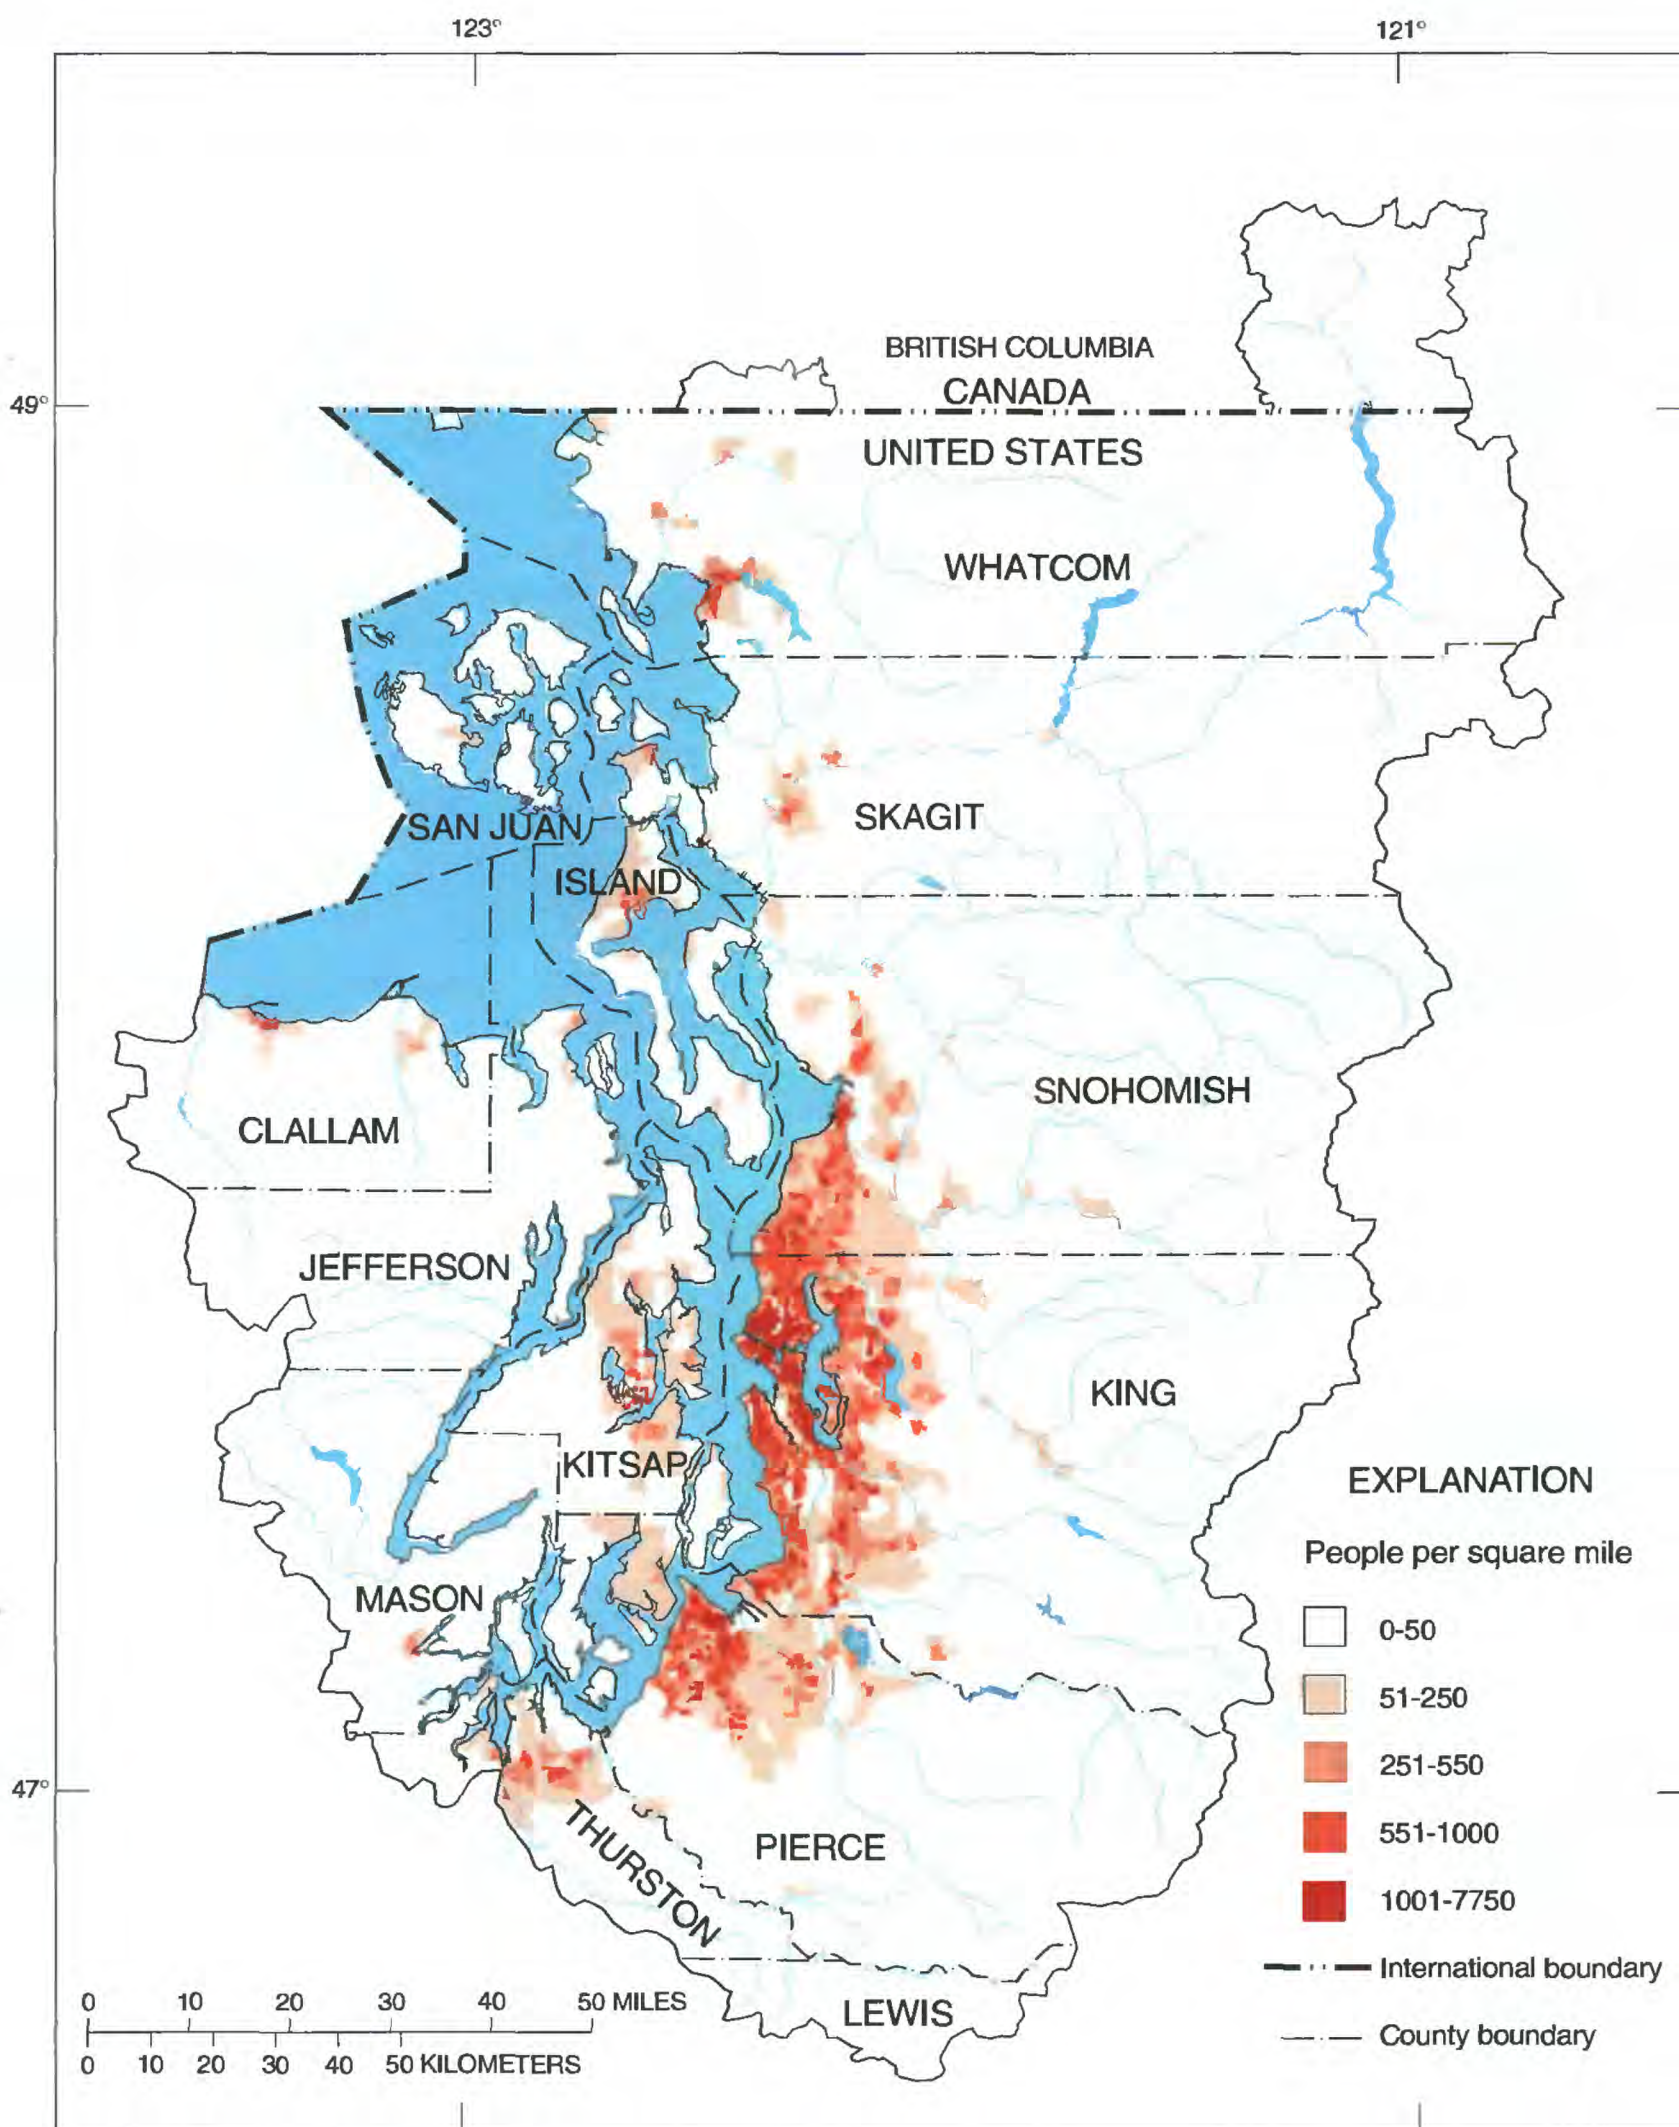 123°
121°
49°
BRITISH COLUMBIA
CANADA
UNITED STATES
WHATCOM
SKAGIT
SAN JUAN
ISLAND
SNOHOMISH
CLALLAM
JEFFERSON
KING
KITSAP
MASON
47°
THURSTON
PIERCE
LEWIS
EXPLANATION
People per square mile
0-50
51-250
251-550
551-1000
1001-7750
International boundary
County boundary
0 10 20 30 40 50 MILES
0 10 20 30 40 50 KILOMETERS